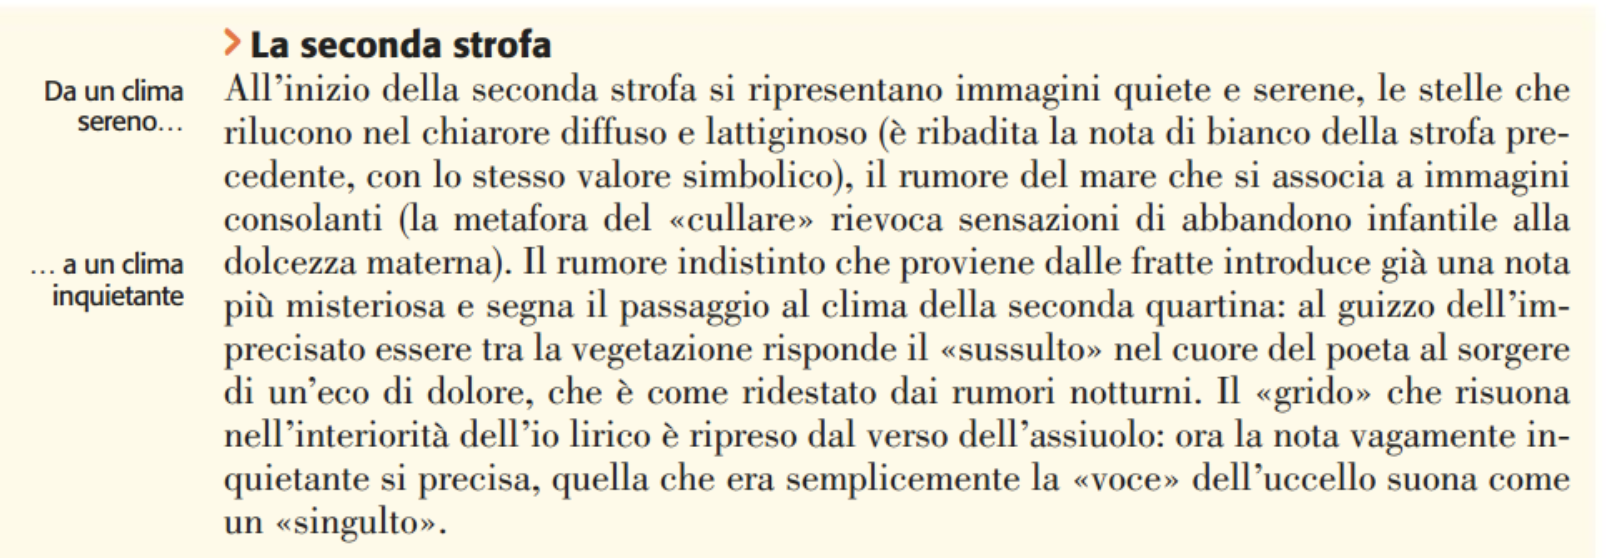 > La seconda strofa
Da un clima
sereno…
All'inizio della seconda strofa si ripresentano immagini quiete e serene, le stelle che
rilucono nel chiarore diffuso e lattiginoso (è ribadita la nota di bianco della strofa pre-
cedente, con lo stesso valore simbolico), il rumore del mare che si associa a immagini
consolanti (la metafora del «cullare» rievoca sensazioni di abbandono infantile alla
… a un clima
inquietante
dolcezza materna). Il rumore indistinto che proviene dalle fratte introduce già una nota
più misteriosa e segna il passaggio al clima della seconda quartina: al guizzo dell'im-
precisato essere tra la vegetazione risponde il «sussulto» nel cuore del poeta al sorgere
di un'eco di dolore, che è come ridestato dai rumori notturni. Il «grido» che risuona
nell'interiorità dell'io lirico è ripreso dal verso dell'assiuolo: ora la nota vagamente in-
quietante si precisa, quella che era semplicemente la «voce» dell'uccello suona come
un «singulto».